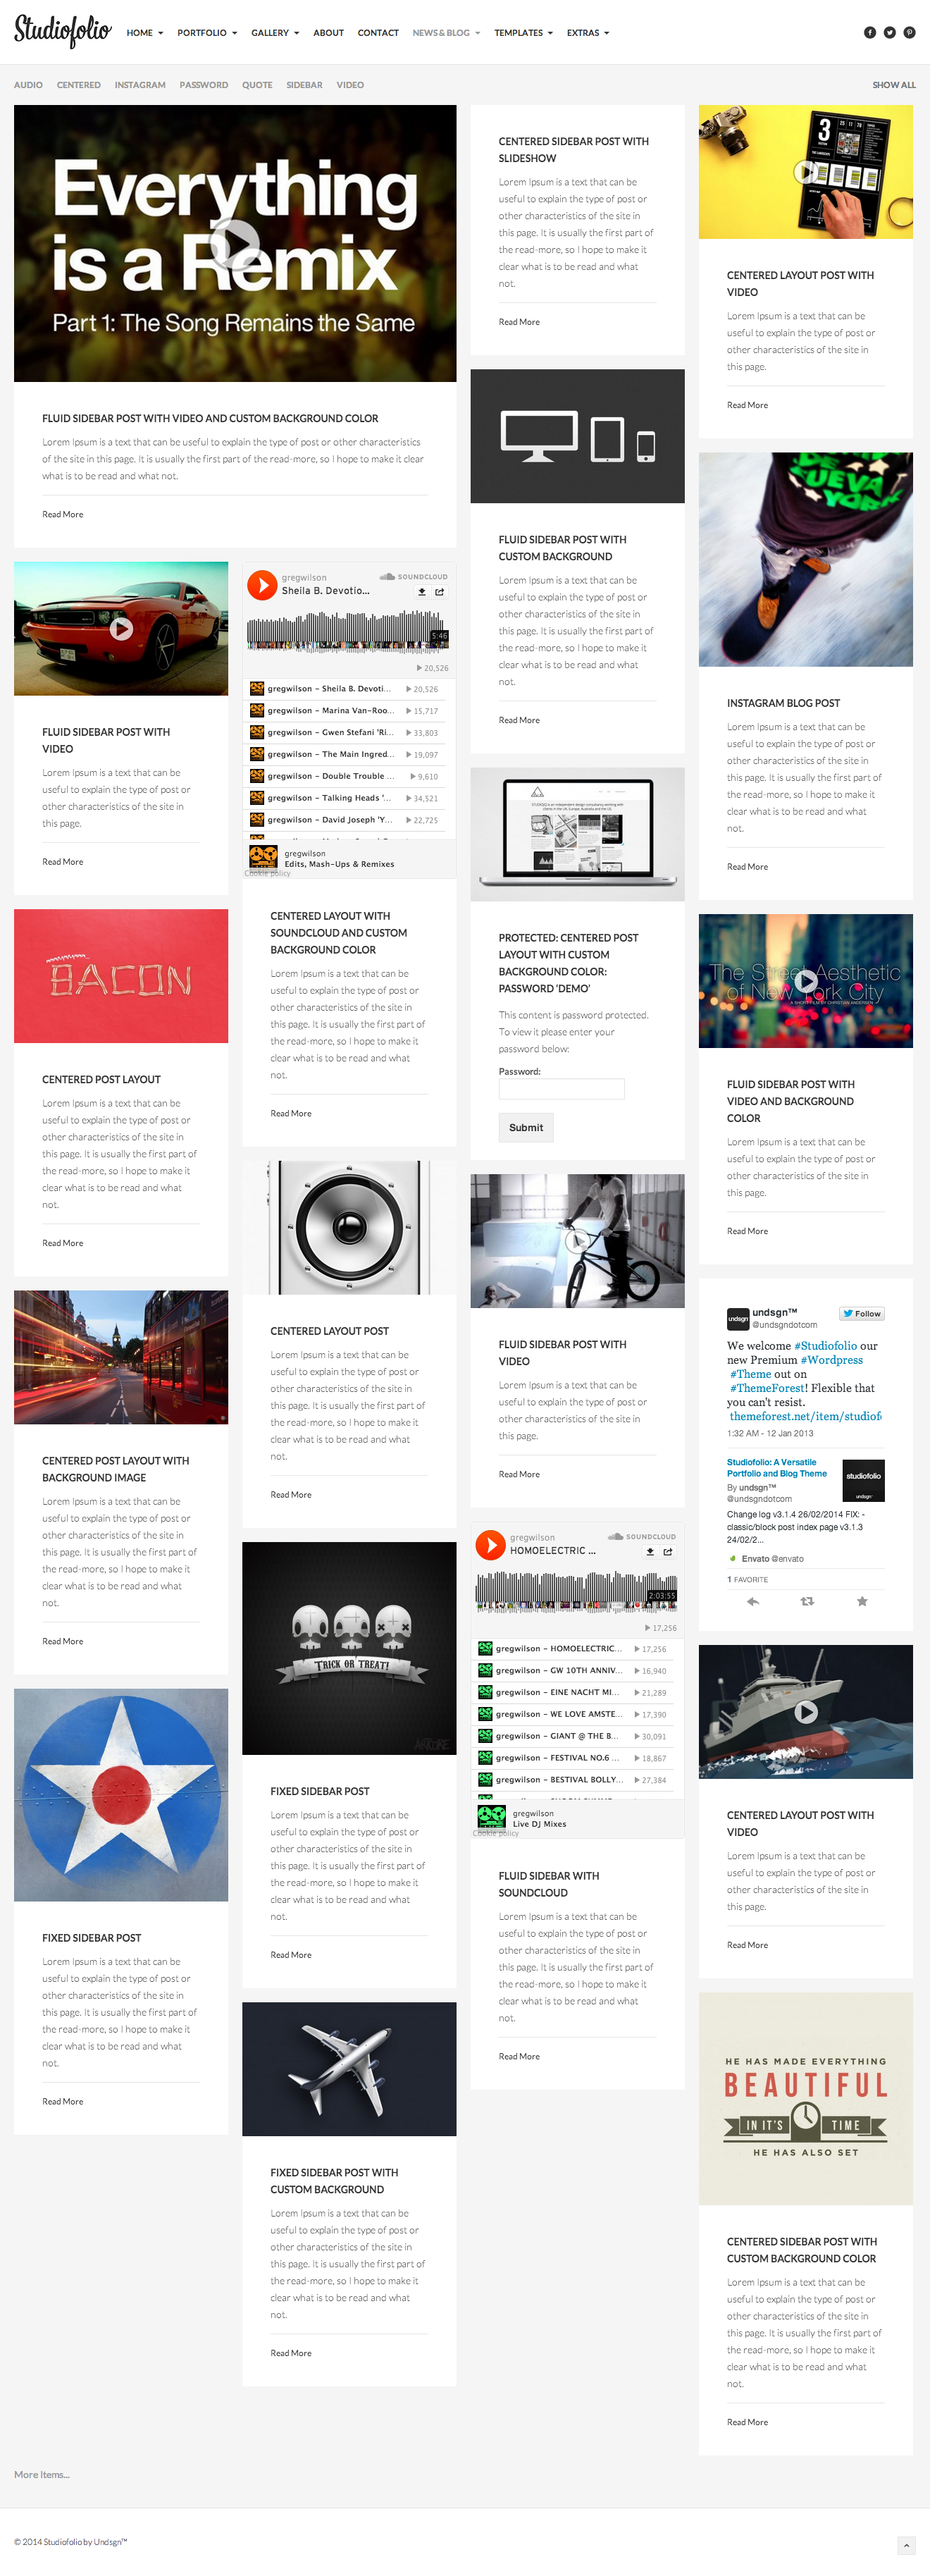 Studiofolio
HOME
PORTFOLIO
GALLERY
ABOUT
CONTACT
NEWS & BLOG
TEMPLATES
EXTRAS
AUDIO
CENTERED
INSTAGRAM
PASSWORD
QUOTE
SIDEBAR
VIDEO
SHOW ALL
Everything
is a Remix
Part 1: The Song Remains the Same
FLUID SIDEBAR POST WITH VIDEO AND CUSTOM BACKGROUND COLOR
Lorem Ipsum is a text that can be useful to explain the type of post or other characteristics
of the site in this page. It is usually the first part of the read-more, so I hope to make it clear
what is to be read and what not.
Read More
FLUID SIDEBAR POST WITH
VIDEO
Lorem Ipsum is a text that can be
useful to explain the type of post or
other characteristics of the site in
this page.
Read More
BACON
CENTERED POST LAYOUT
Lorem Ipsum is a text that can be
useful to explain the type of post or
other characteristics of the site in
this page. It is usually the first part of
the read-more, so I hope to make it
clear what is to be read and what
not.
Read More
CENTERED POST LAYOUT WITH
BACKGROUND IMAGE
Lorem Ipsum is a text that can be
useful to explain the type of post or
other characteristics of the site in
this page. It is usually the first part of
the read-more, so I hope to make it
clear what is to be read and what
not.
Read More
FIXED SIDEBAR POST
Lorem Ipsum is a text that can be
useful to explain the type of post or
other characteristics of the site in
this page. It is usually the first part of
the read-more, so I hope to make it
clear what is to be read and what
not.
Read More
gregwilson
SOUNDCLOUD
Sheila B. Devotio...
5:46
20,526
gregwilson - Sheila B. Devoti... 20,526
gregwilson - Marina Van-Roo... 15,717
gregwilson - Gwen Stefani 'Ri... 33,803
gregwilson - The Main Ingred... 19,097
gregwilson - Double Trouble ... 9,610
gregwilson - Talking Heads '... 34,521
gregwilson - David Joseph 'Y... 22,725
gregwilson
Edits, Mash-Ups & Remixes
Cookie policy
CENTERED LAYOUT WITH
SOUNDCLOUD AND CUSTOM
BACKGROUND COLOR
Lorem Ipsum is a text that can be
useful to explain the type of post or
other characteristics of the site in
this page. It is usually the first part of
the read-more, so I hope to make it
clear what is to be read and what
not.
Read More
CENTERED LAYOUT POST
Lorem Ipsum is a text that can be
useful to explain the type of post or
other characteristics of the site in
this page. It is usually the first part of
the read-more, so I hope to make it
clear what is to be read and what
not.
Read More
TRICK OR TREAT!
FIXED SIDEBAR POST
Lorem Ipsum is a text that can be
useful to explain the type of post or
other characteristics of the site in
this page. It is usually the first part of
the read-more, so I hope to make it
clear what is to be read and what
not.
Read More
FIXED SIDEBAR POST WITH
CUSTOM BACKGROUND
Lorem Ipsum is a text that can be
useful to explain the type of post or
other characteristics of the site in
this page. It is usually the first part of
the read-more, so I hope to make it
clear what is to be read and what
not.
Read More
CENTERED SIDEBAR POST WITH
SLIDESHOW
Lorem Ipsum is a text that can be
useful to explain the type of post or
other characteristics of the site in
this page. It is usually the first part of
the read-more, so I hope to make it
clear what is to be read and what
not.
Read More
FLUID SIDEBAR POST WITH
CUSTOM BACKGROUND
Lorem Ipsum is a text that can be
useful to explain the type of post or
other characteristics of the site in
this page. It is usually the first part of
the read-more, so I hope to make it
clear what is to be read and what
not.
Read More
PROTECTED: CENTERED POST
LAYOUT WITH CUSTOM
BACKGROUND COLOR:
PASSWORD 'DEMO'
This content is password protected.
To view it please enter your
password below:
Password:
Submit
FLUID SIDEBAR POST WITH
VIDEO
Lorem Ipsum is a text that can be
useful to explain the type of post or
other characteristics of the site in
this page.
Read More
gregwilson
SOUNDCLOUD
HOMOELECTRIC ...
2:03:55
17,256
gregwilson - HOMOELECTRIC... 17,256
gregwilson - GW 10TH ANNIV... 16,940
gregwilson - EINE NACHT MI... 21,289
gregwilson - WE LOVE AMSTE... 17,390
gregwilson - GIANT @ THE B... 30,091
gregwilson - FESTIVAL NO.6 ... 18,867
gregwilson - BESTIVAL BOLLY... 27,384
gregwilson
Live DJ Mixes
Cookie policy
FLUID SIDEBAR WITH
SOUNDCLOUD
Lorem Ipsum is a text that can be
useful to explain the type of post or
other characteristics of the site in
this page. It is usually the first part of
the read-more, so I hope to make it
clear what is to be read and what
not.
Read More
3
CENTERED LAYOUT POST WITH
VIDEO
Lorem Ipsum is a text that can be
useful to explain the type of post or
other characteristics of the site in
this page.
Read More
NUEVA
YORK
INSTAGRAM BLOG POST
Lorem Ipsum is a text that can be
useful to explain the type of post or
other characteristics of the site in
this page. It is usually the first part of
the read-more, so I hope to make it
clear what is to be read and what
not.
Read More
The Street Aesthetic
of New York City
A SHORT FILM BY CHRISTIAN ANDERSEN
FLUID SIDEBAR POST WITH
VIDEO AND BACKGROUND
COLOR
Lorem Ipsum is a text that can be
useful to explain the type of post or
other characteristics of the site in
this page.
Read More
undsgn
undsgn™
@undsgndotcom
Follow
We welcome #Studiofolio our
new Premium #Wordpress
#Theme out on
#ThemeForest! Flexible that
you can't resist.
themeforest.net/item/studiofo
1:32 AM - 12 Jan 2013
Studiofolio: A Versatile
Portfolio and Blog Theme
By undsgn™
@undsgndotcom
studiofolio
undsgn™
Change log v3.1.4 26/02/2014 FIX: -
classic/block post index page v3.1.3
24/02/2...
Envato @envato
1 FAVORITE
CENTERED LAYOUT POST WITH
VIDEO
Lorem Ipsum is a text that can be
useful to explain the type of post or
other characteristics of the site in
this page.
Read More
HE HAS MADE EVERYTHING
BEAUTIFUL
IN IT'S TIME
HE HAS ALSO SET
CENTERED SIDEBAR POST WITH
CUSTOM BACKGROUND COLOR
Lorem Ipsum is a text that can be
useful to explain the type of post or
other characteristics of the site in
this page. It is usually the first part of
the read-more, so I hope to make it
clear what is to be read and what
not.
Read More
More Items...
© 2014 Studiofolio by Undsgn™